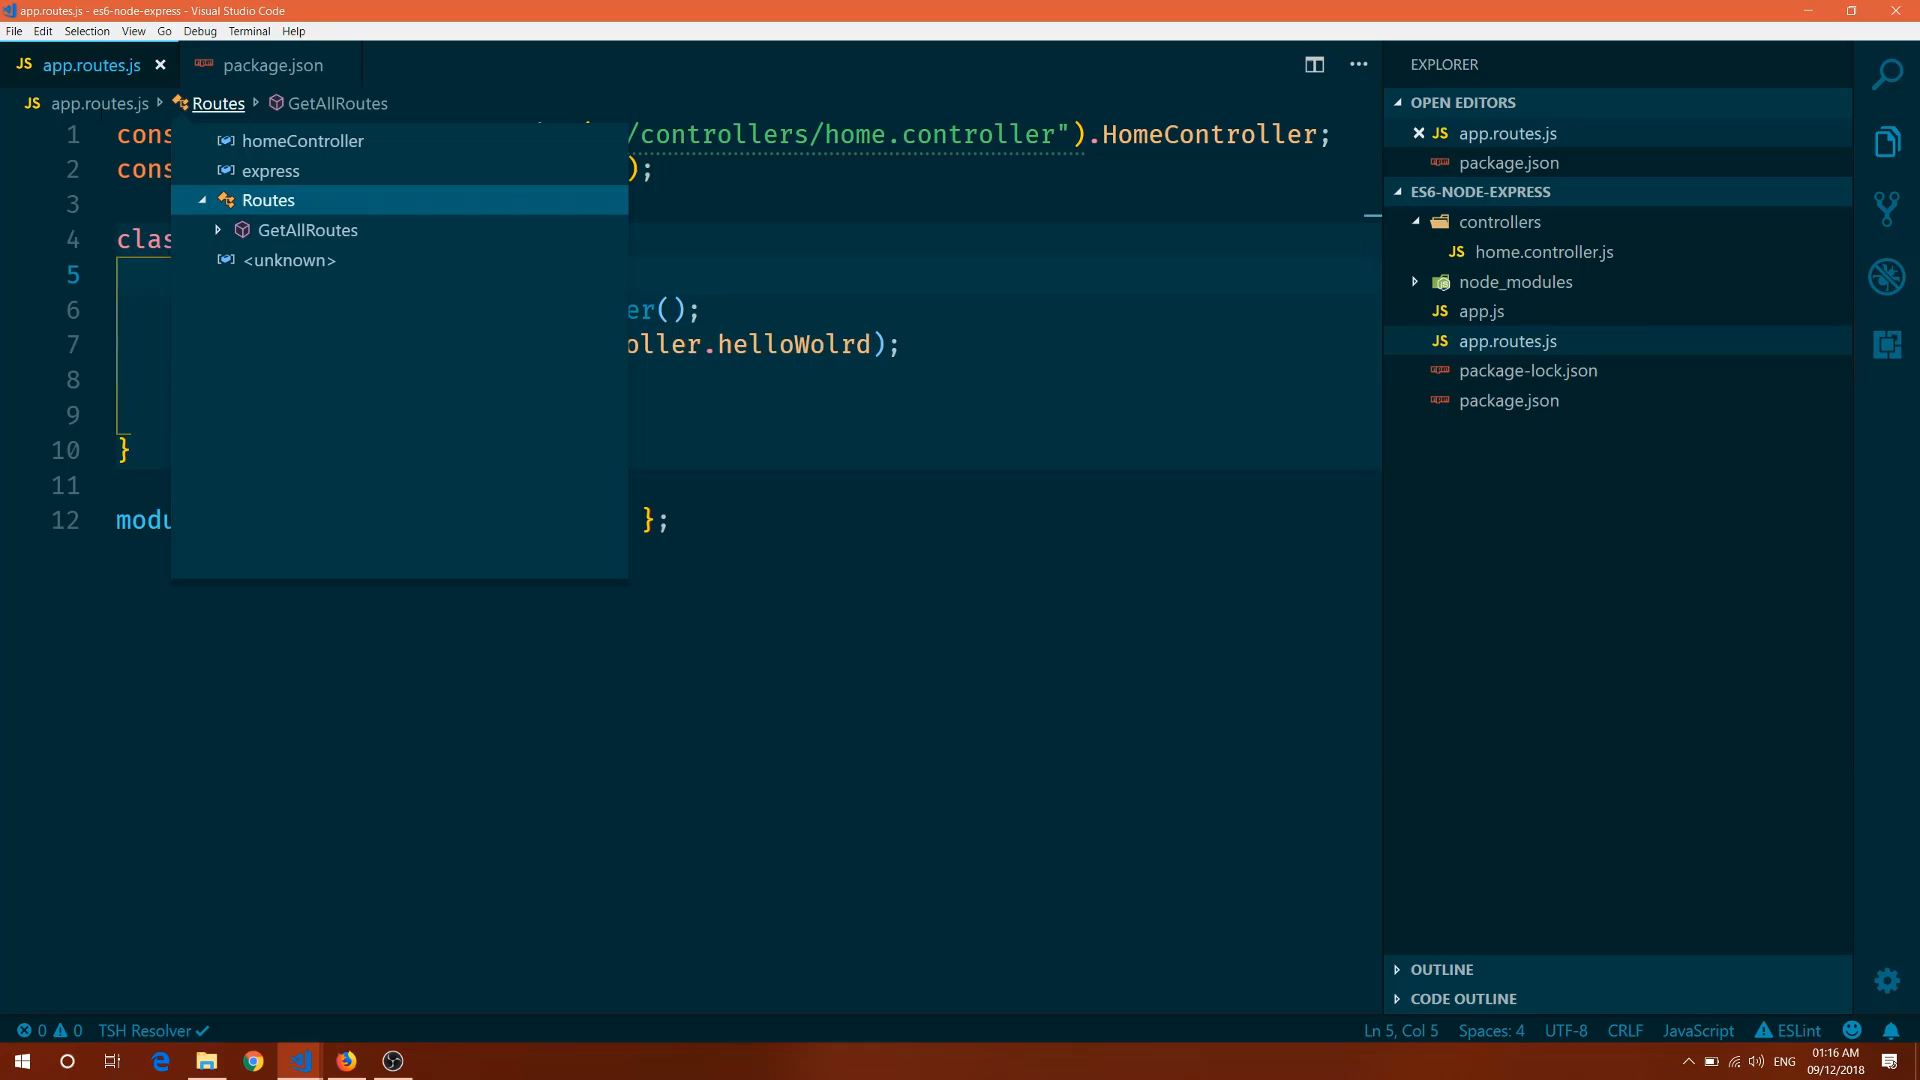 app.routes.js - es6-node-express - Visual Studio Code
File Edit Selection View Go Debug Terminal Help
JS app.routes.js package.json
JS app.routes.js Routes GetAllRoutes
1 cons /controllers/home.controller").HomeController;
2 cons );
3
4 clas
5
6 er();
7 oller.helloWolrd);
8
9
10 }
11
12 modu };
homeController
express
Routes
GetAllRoutes
<unknown>
EXPLORER
OPEN EDITORS
JS app.routes.js
package.json
ES6-NODE-EXPRESS
controllers
JS home.controller.js
node_modules
JS app.js
JS app.routes.js
package-lock.json
package.json
OUTLINE
CODE OUTLINE
0 0 TSH Resolver Ln 5, Col 5 Spaces: 4 UTF-8 CRLF JavaScript ESLint
ENG 01:16 AM
09/12/2018